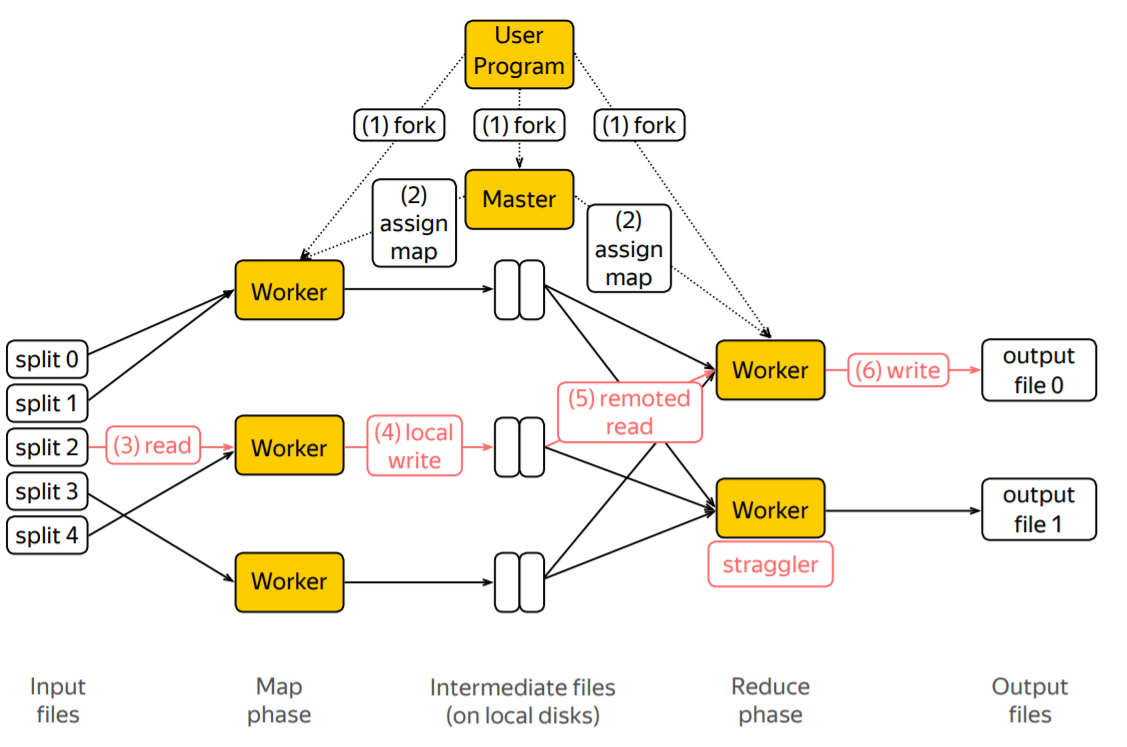 User
Program
(1) fork
(1) fork
(1) fork
Master
(2)
assign
map
(2)
assign
map
Worker
split 0
split 1
split 2
split 3
split 4
(3) read
Worker
(4) local
write
Worker
(5) remoted
read
Worker
(6) write
output
file 0
Worker
straggler
output
file 1
Input
files
Map
phase
Intermediate files
(on local disks)
Reduce
phase
Output
files